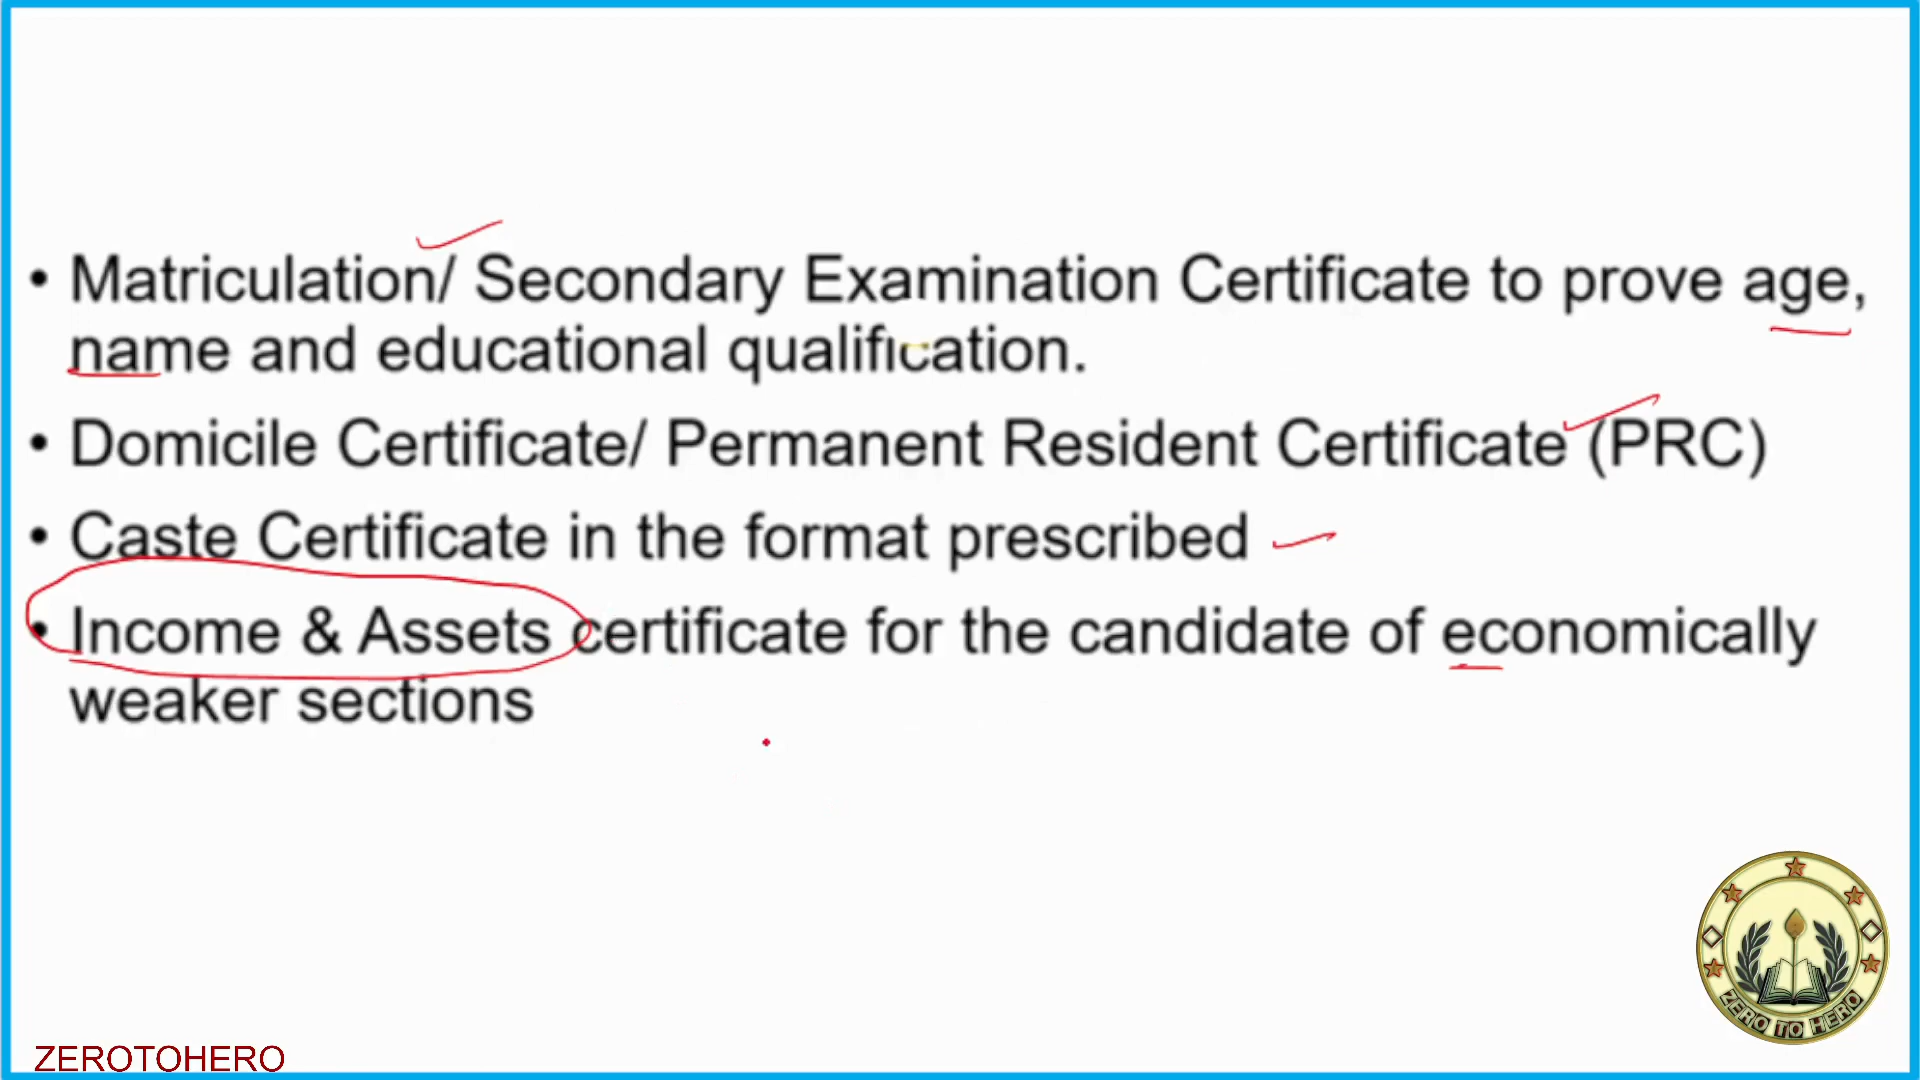 • Matriculation/ Secondary Examination Certificate to prove age,
name and educational qualification.
• Domicile Certificate/ Permanent Resident Certificate (PRC)
• Caste Certificate in the format prescribed
• Income & Assets certificate for the candidate of economically
weaker sections
ZERO TO HERO
ZEROTOHERO